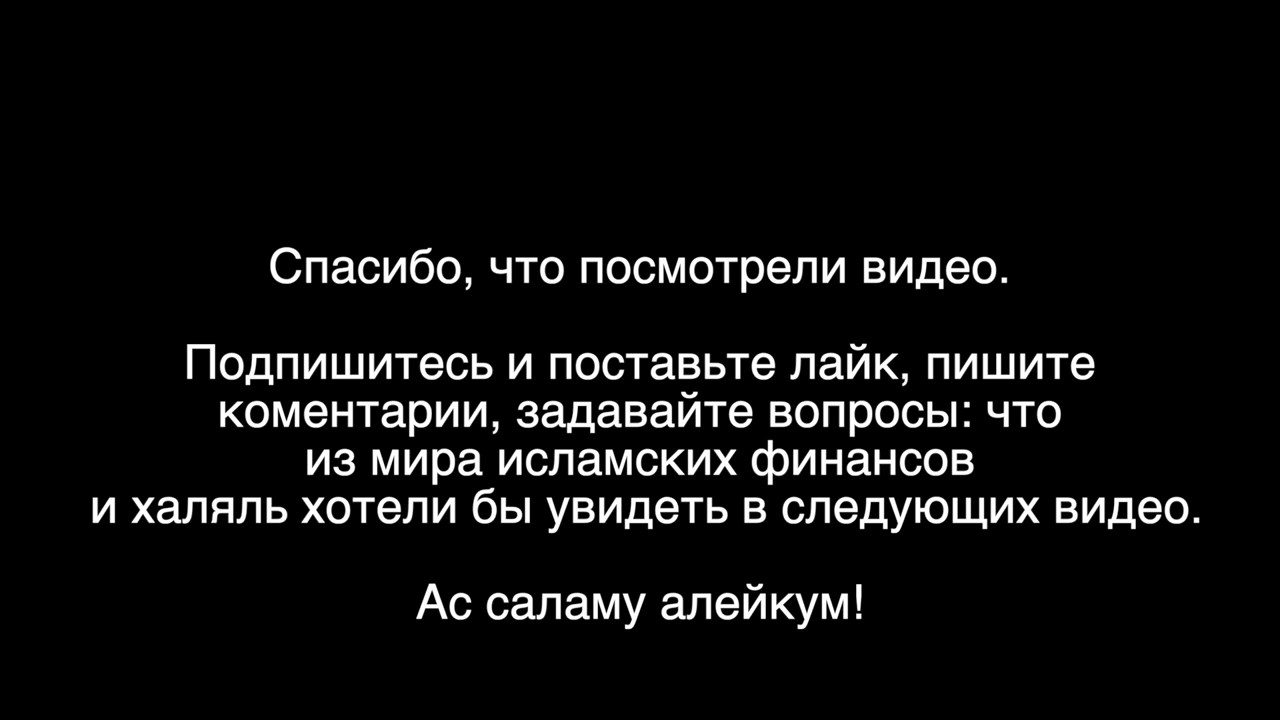 Спасибо, что посмотрели видео.
Подпишитесь и поставьте лайк, пишите
коментарии, задавайте вопросы: что
из мира исламских финансов
и халяль хотели бы увидеть в следующих видео.
Ас саламу алейкум!